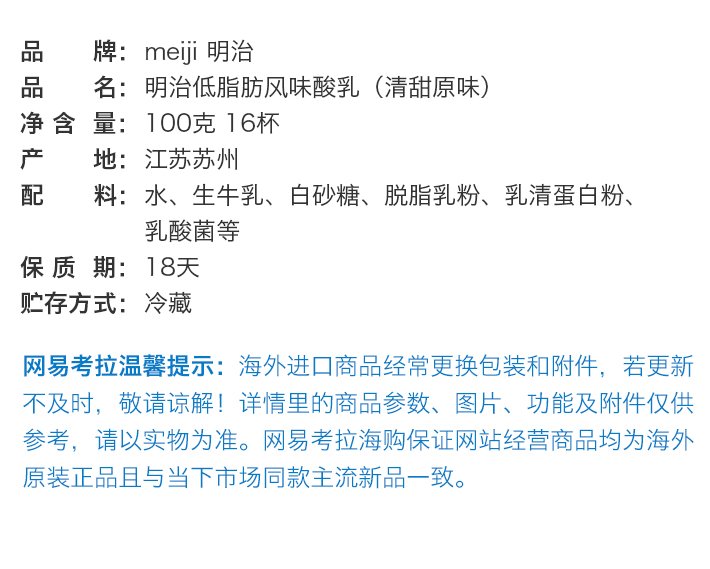 品牌：meiji 明治
品名：明治低脂肪风味酸乳（清甜原味）
净含量：100克 16杯
产地：江苏苏州
配料：水、生牛乳、白砂糖、脱脂乳粉、乳清蛋白粉、
乳酸菌等
保质期：18天
贮存方式：冷藏
网易考拉温馨提示：海外进口商品经常更换包装和附件，若更新
不及时，敬请谅解！详情里的商品参数、图片、功能及附件仅供
参考，请以实物为准。网易考拉海购保证网站经营商品均为海外
原装正品且与当下市场同款主流新品一致。